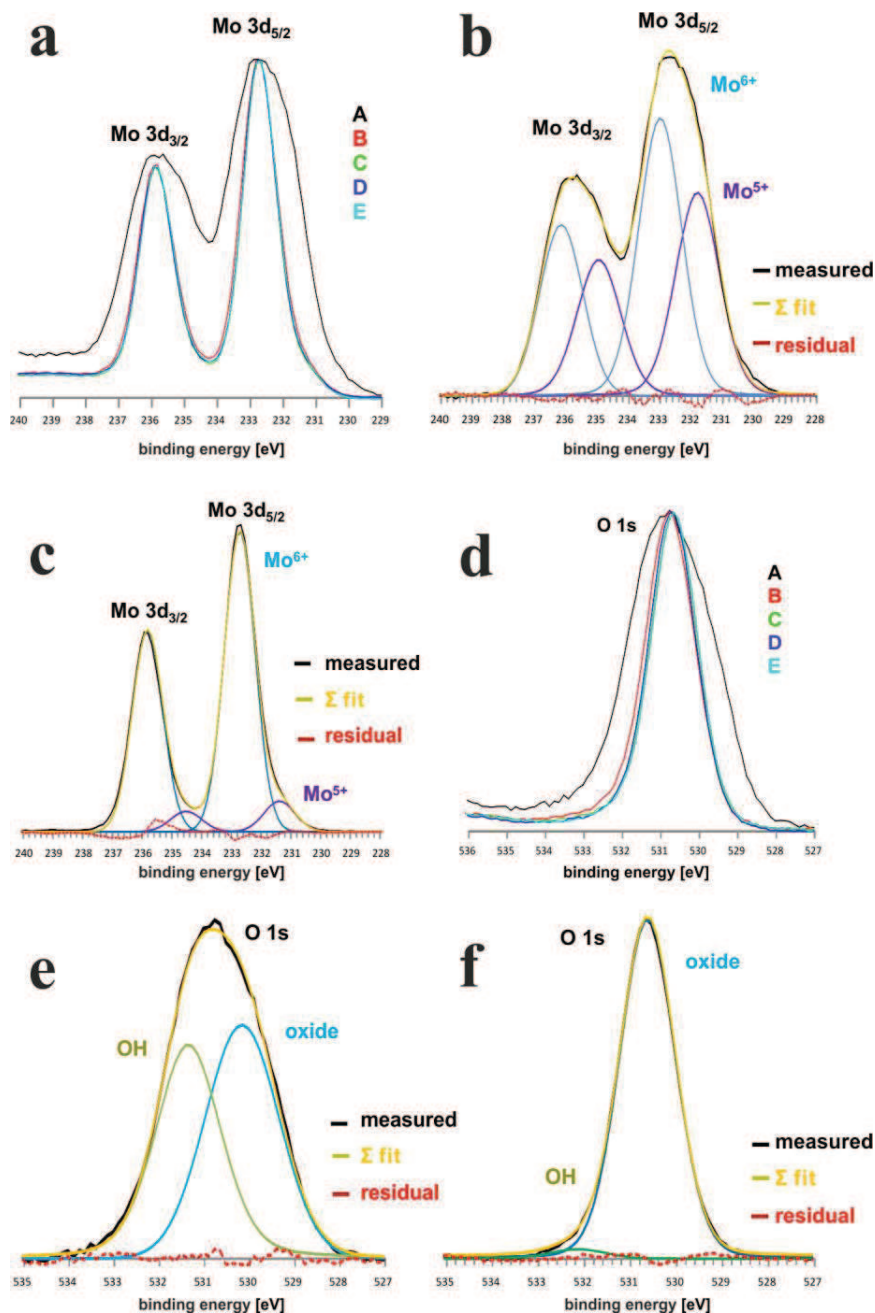 a
Mo 3d5/2
Mo 3d3/2
A
B
C
D
E
240 239 238 237 236 235 234 233 232 231 230 229
binding energy [eV]
b
Mo 3d5/2
Mo6+
Mo 3d3/2
Mo5+
measured
Σ fit
residual
240 239 238 237 236 235 234 233 232 231 230 229 228
binding energy [eV]
c
Mo 3d5/2
Mo6+
Mo 3d3/2
measured
Σ fit
residual
Mo5+
240 239 238 237 236 235 234 233 232 231 230 229 228
binding energy [eV]
d
O 1s
A
B
C
D
E
536 535 534 533 532 531 530 529 528 527
binding energy [eV]
e
O 1s
OH
oxide
measured
Σ fit
residual
535 534 533 532 531 530 529 528 527
binding energy [eV]
f
O 1s
oxide
measured
Σ fit
OH
residual
535 534 533 532 531 530 529 528 527
binding energy [eV]